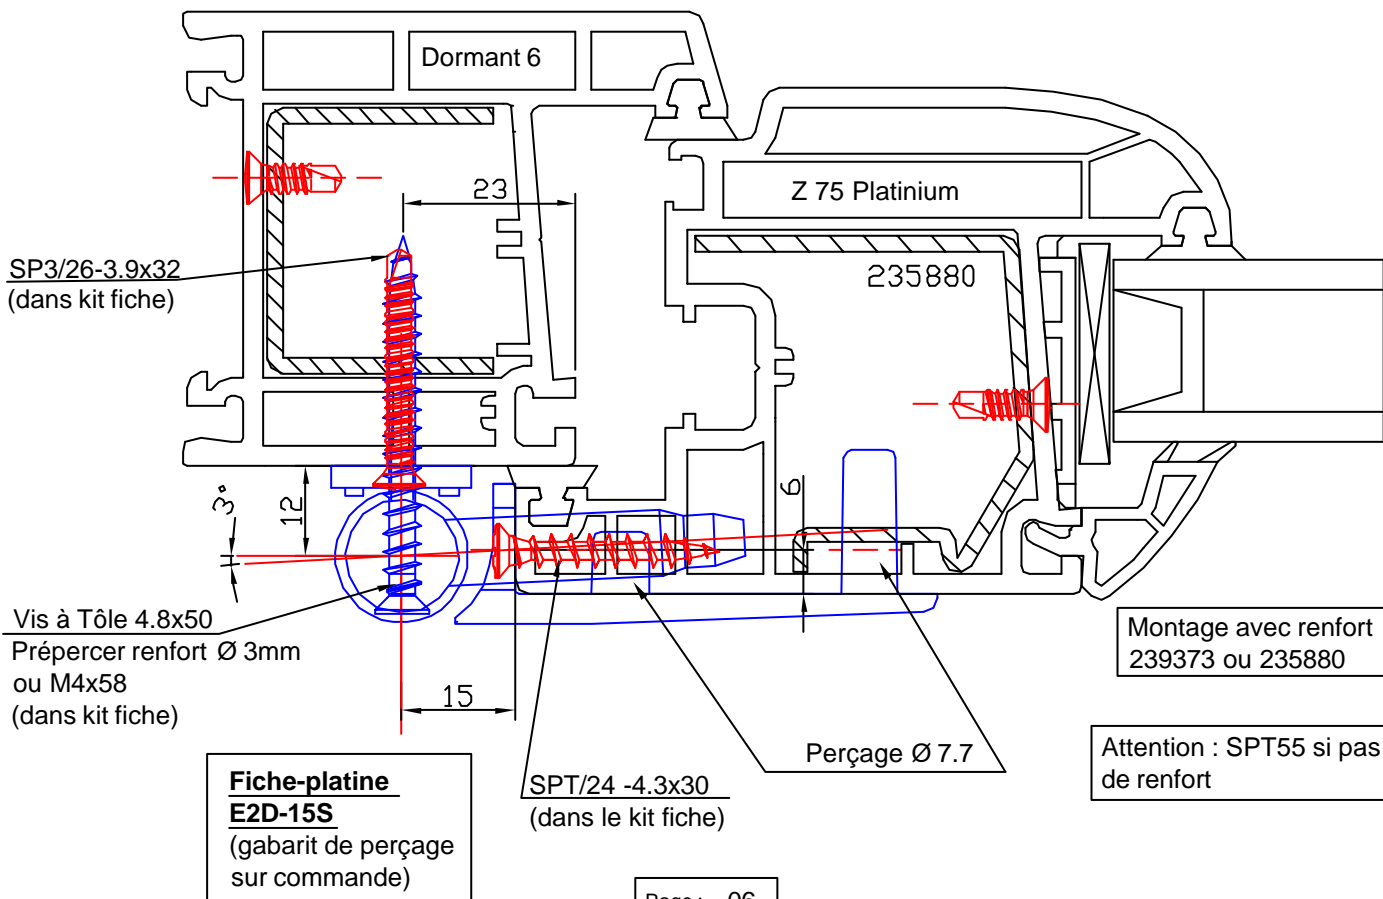 Dormant 6
Z 75 Platinium
23
235880
SP3/26-3.9x32
(dans kit fiche)
3°
12
6
Vis à Tôle 4.8x50
Prépercer renfort Ø 3mm
ou M4x58
(dans kit fiche)
15
Montage avec renfort
239373 ou 235880
Perçage Ø 7.7
Attention : SPT55 si pas
de renfort
Fiche-platine
E2D-15S
(gabarit de perçage
sur commande)
SPT/24 -4.3x30
(dans le kit fiche)
Page : 06